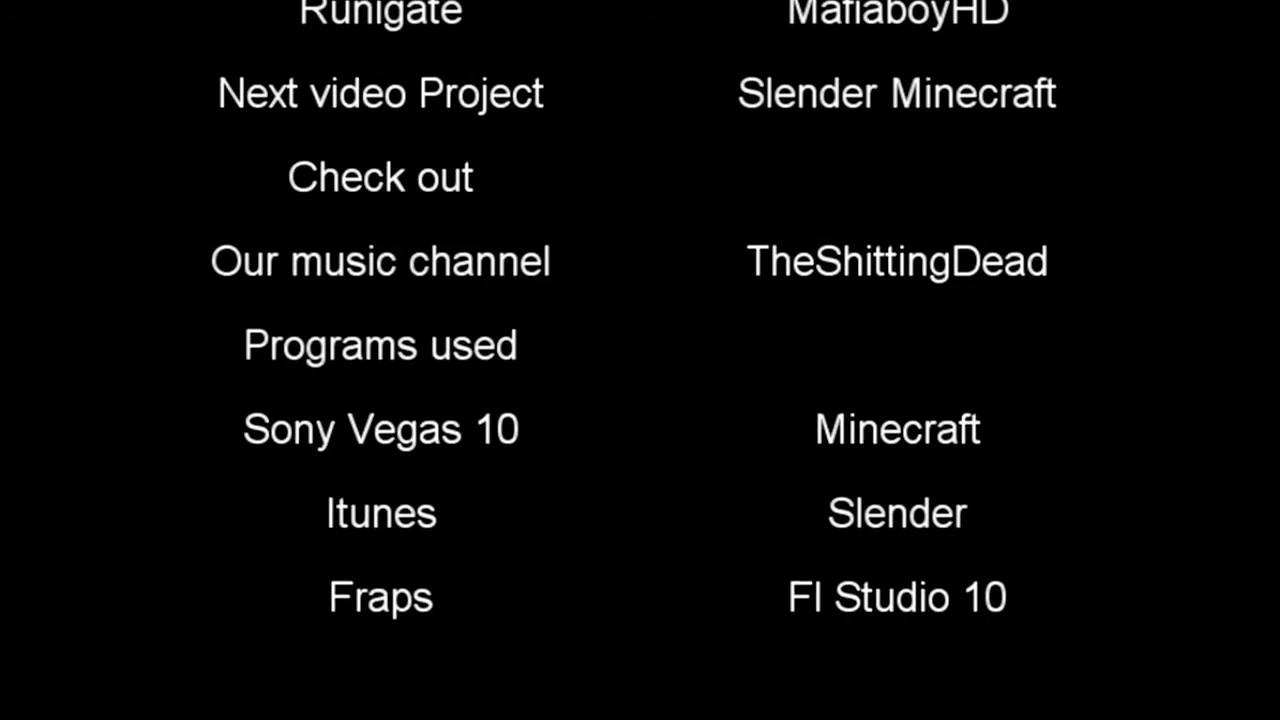 Runigate MafiaboyHD
Next video Project Slender Minecraft
Check out
Our music channel TheShittingDead
Programs used
Sony Vegas 10 Minecraft
Itunes Slender
Fraps Fl Studio 10